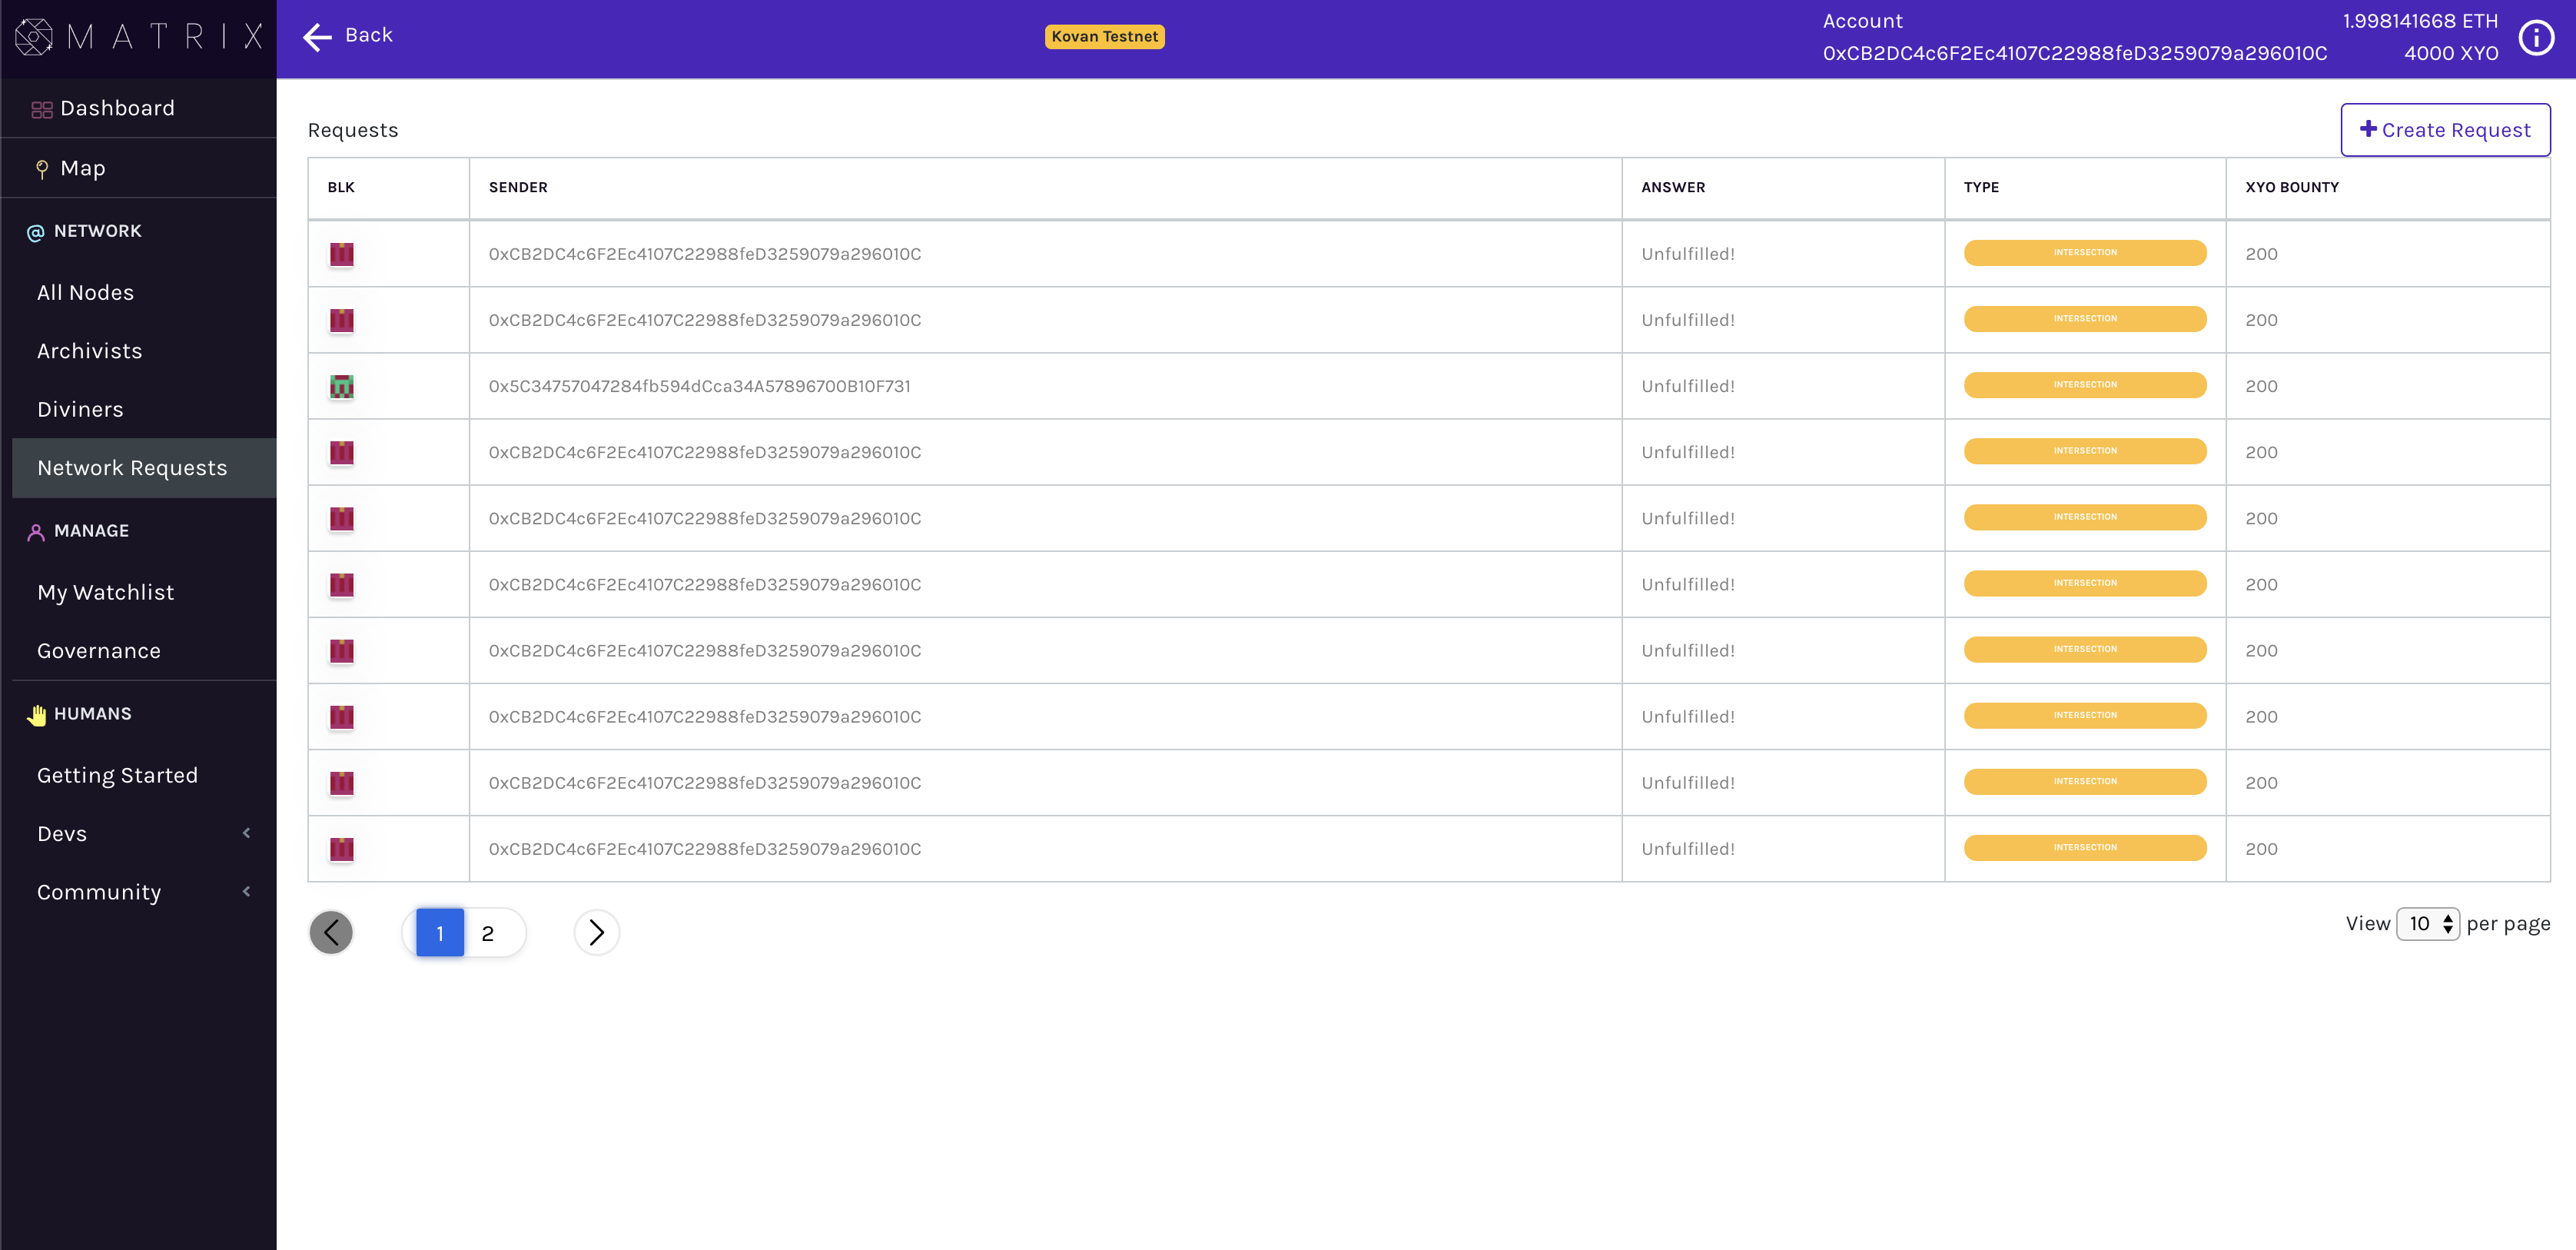 MATRIX
Back
Kovan Testnet
Account
1.998141668 ETH
0xCB2DC4c6F2Ec4107C22988feD3259079a296010C
4000 XYO
Dashboard
Map
NETWORK
All Nodes
Archivists
Diviners
Network Requests
MANAGE
My Watchlist
Governance
HUMANS
Getting Started
Devs
Community
Requests
Create Request
BLK SENDER ANSWER TYPE XYO BOUNTY
0xCB2DC4c6F2Ec4107C22988feD3259079a296010C Unfulfilled! INTERSECTION 200
0xCB2DC4c6F2Ec4107C22988feD3259079a296010C Unfulfilled! INTERSECTION 200
0x5C34757047284fb594dCca34A57896700B10F731 Unfulfilled! INTERSECTION 200
0xCB2DC4c6F2Ec4107C22988feD3259079a296010C Unfulfilled! INTERSECTION 200
0xCB2DC4c6F2Ec4107C22988feD3259079a296010C Unfulfilled! INTERSECTION 200
0xCB2DC4c6F2Ec4107C22988feD3259079a296010C Unfulfilled! INTERSECTION 200
0xCB2DC4c6F2Ec4107C22988feD3259079a296010C Unfulfilled! INTERSECTION 200
0xCB2DC4c6F2Ec4107C22988feD3259079a296010C Unfulfilled! INTERSECTION 200
0xCB2DC4c6F2Ec4107C22988feD3259079a296010C Unfulfilled! INTERSECTION 200
0xCB2DC4c6F2Ec4107C22988feD3259079a296010C Unfulfilled! INTERSECTION 200
1 2
View 10 per page